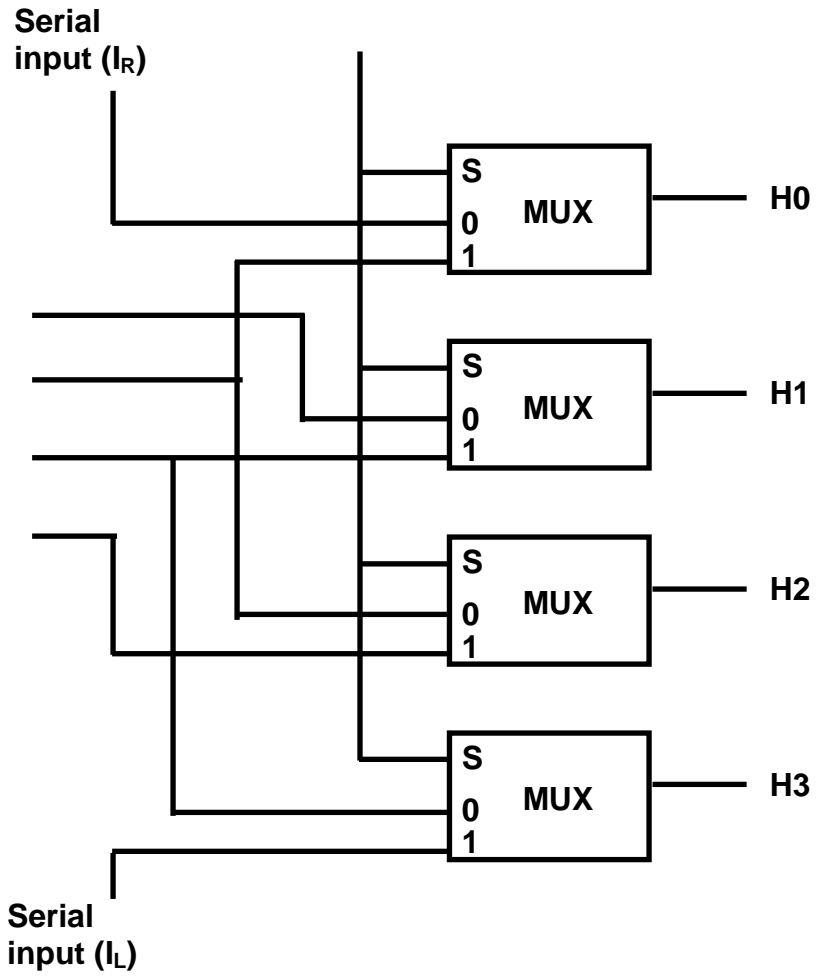 Serial
input (IR)
S
MUX
H0
0
1
S
MUX
H1
0
1
S
MUX
H2
0
1
S
MUX
H3
0
1
Serial
input (IL)